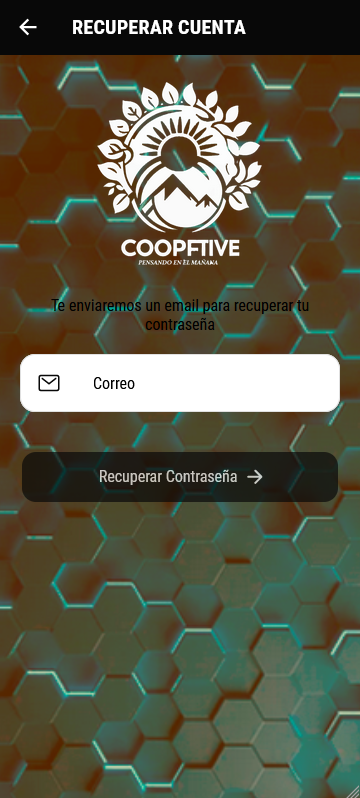 RECUPERAR CUENTA
COOPFTIVE
PENSANDO EN EL MAÑANA
Te enviaremos un email para recuperar tu
contraseña
Correo
Recuperar Contraseña